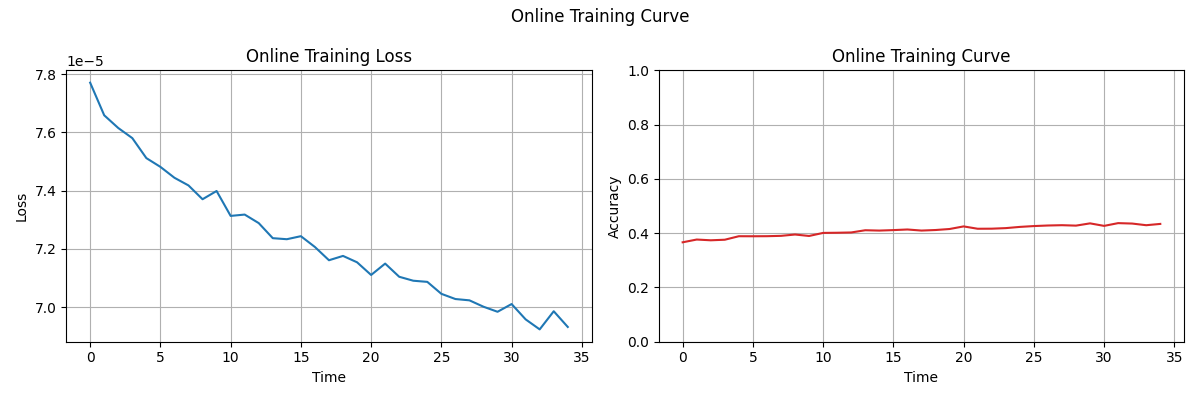 Online Training Curve
Online Training Loss
1e−5
7.8
7.6
7.4
7.2
7.0
Loss
0 5 10 15 20 25 30 35
Time
Online Training Curve
1.0
0.8
0.6
0.4
0.2
0.0
Accuracy
0 5 10 15 20 25 30 35
Time